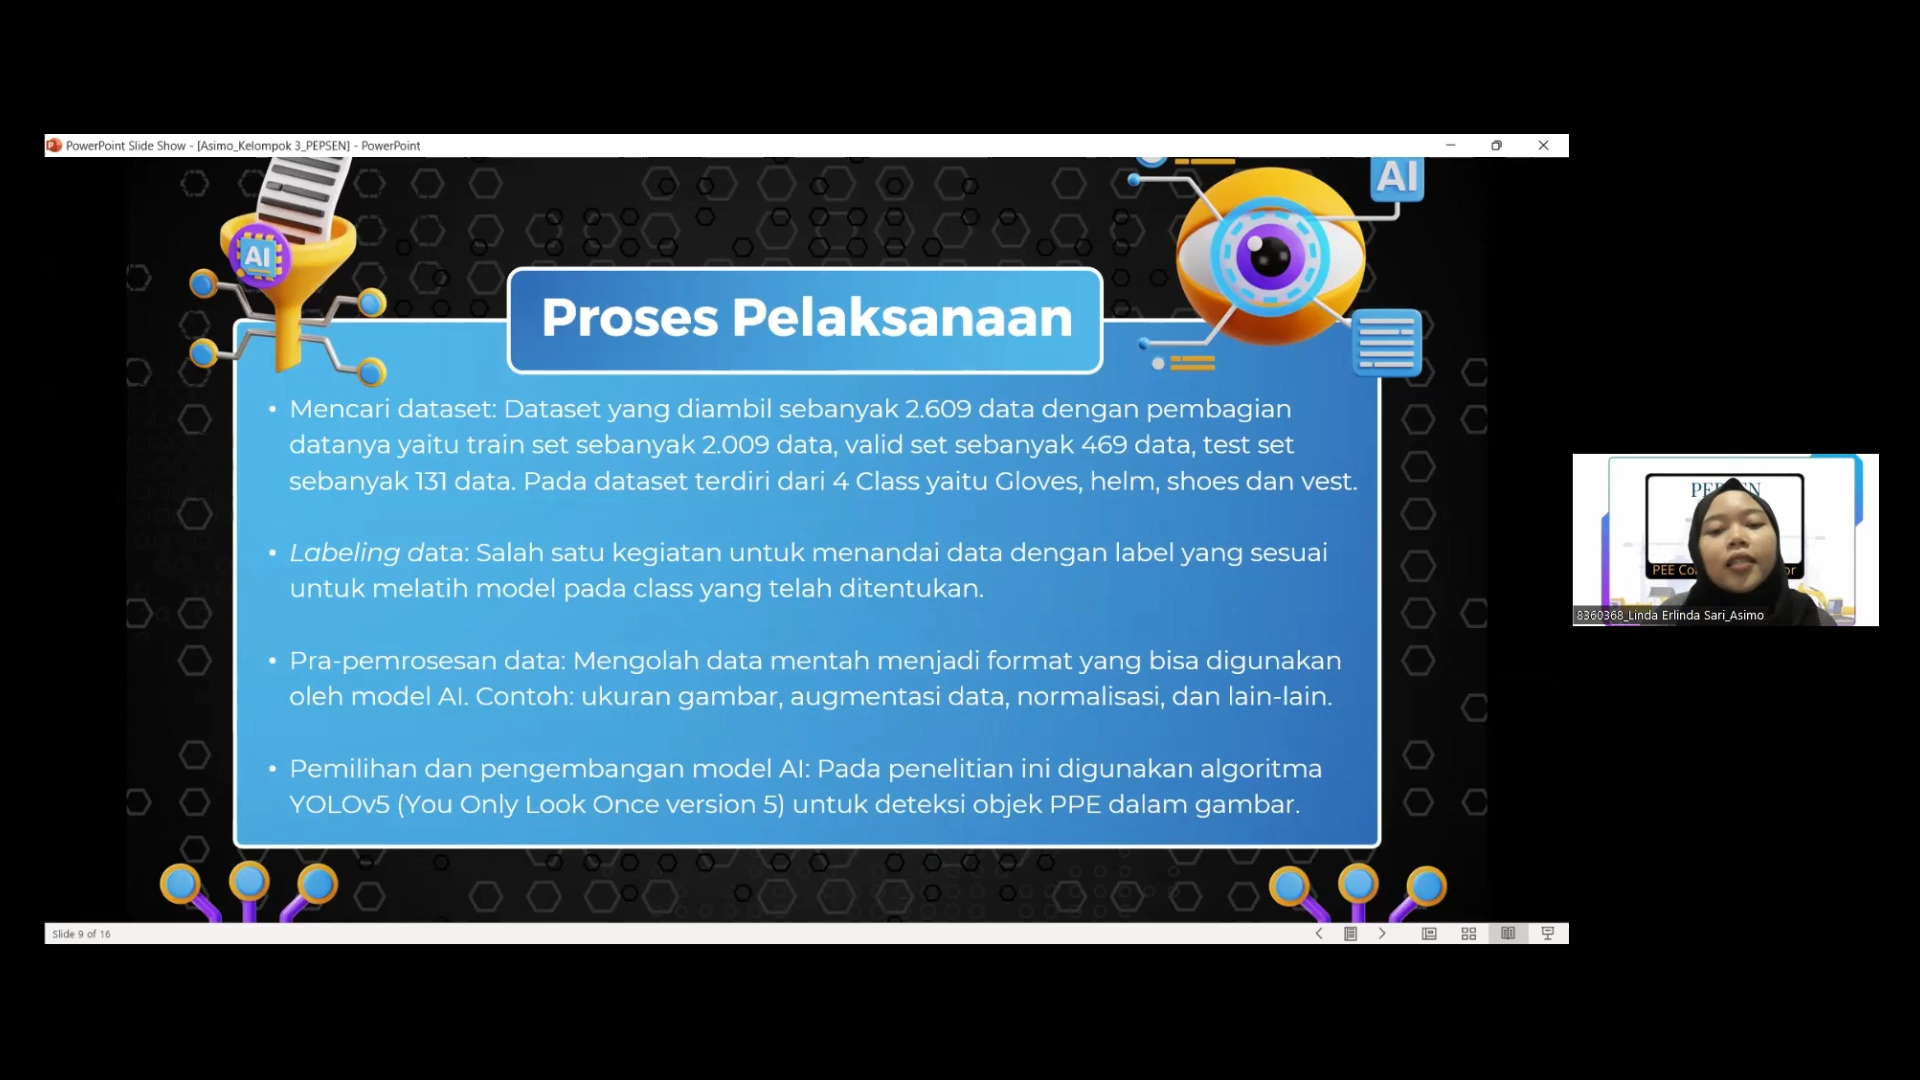 PowerPoint Slide Show - [Asimo_Kelompok 3_PEPSEN] - PowerPoint
AI
AI
Proses Pelaksanaan
• Mencari dataset: Dataset yang diambil sebanyak 2.609 data dengan pembagian
datanya yaitu train set sebanyak 2.009 data, valid set sebanyak 469 data, test set
sebanyak 131 data. Pada dataset terdiri dari 4 Class yaitu Gloves, helm, shoes dan vest.
• Labeling data: Salah satu kegiatan untuk menandai data dengan label yang sesuai
untuk melatih model pada class yang telah ditentukan.
• Pra-pemrosesan data: Mengolah data mentah menjadi format yang bisa digunakan
oleh model AI. Contoh: ukuran gambar, augmentasi data, normalisasi, dan lain-lain.
• Pemilihan dan pengembangan model AI: Pada penelitian ini digunakan algoritma
YOLOv5 (You Only Look Once version 5) untuk deteksi objek PPE dalam gambar.
Slide 9 of 16
PEE
8360368_Linda Erlinda Sari_Asimo